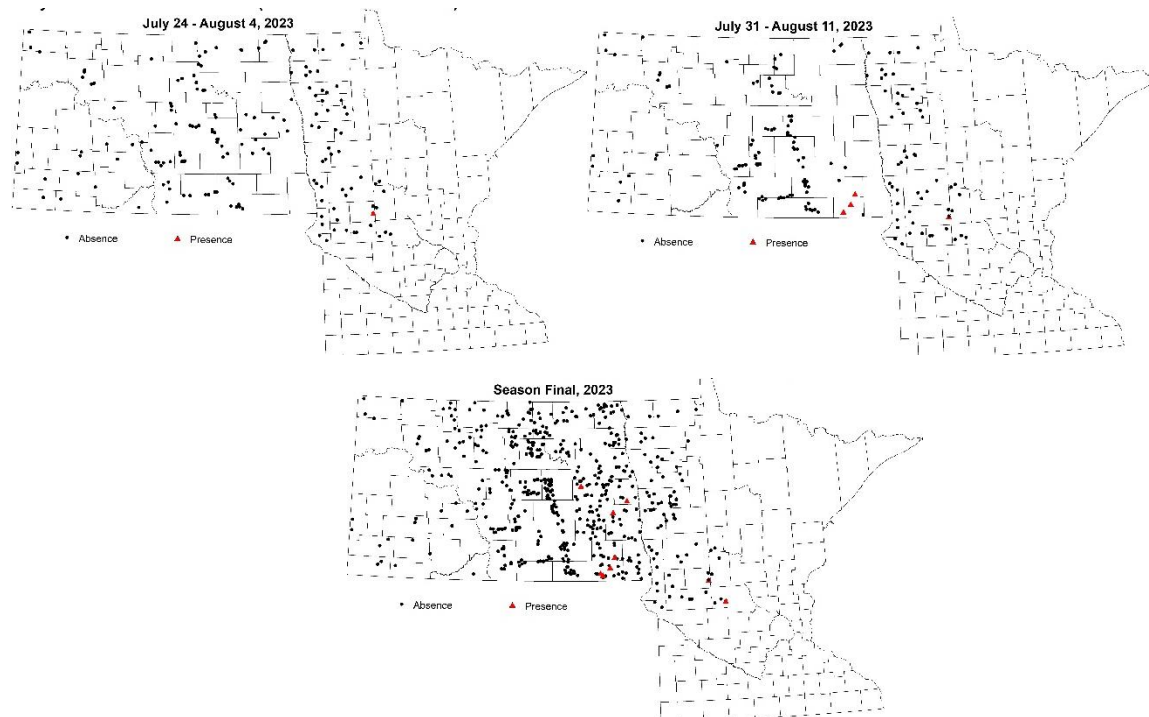 July 24 - August 4, 2023
Absence
Presence
July 31 - August 11, 2023
Absence
Presence
Season Final, 2023
Absence
Presence